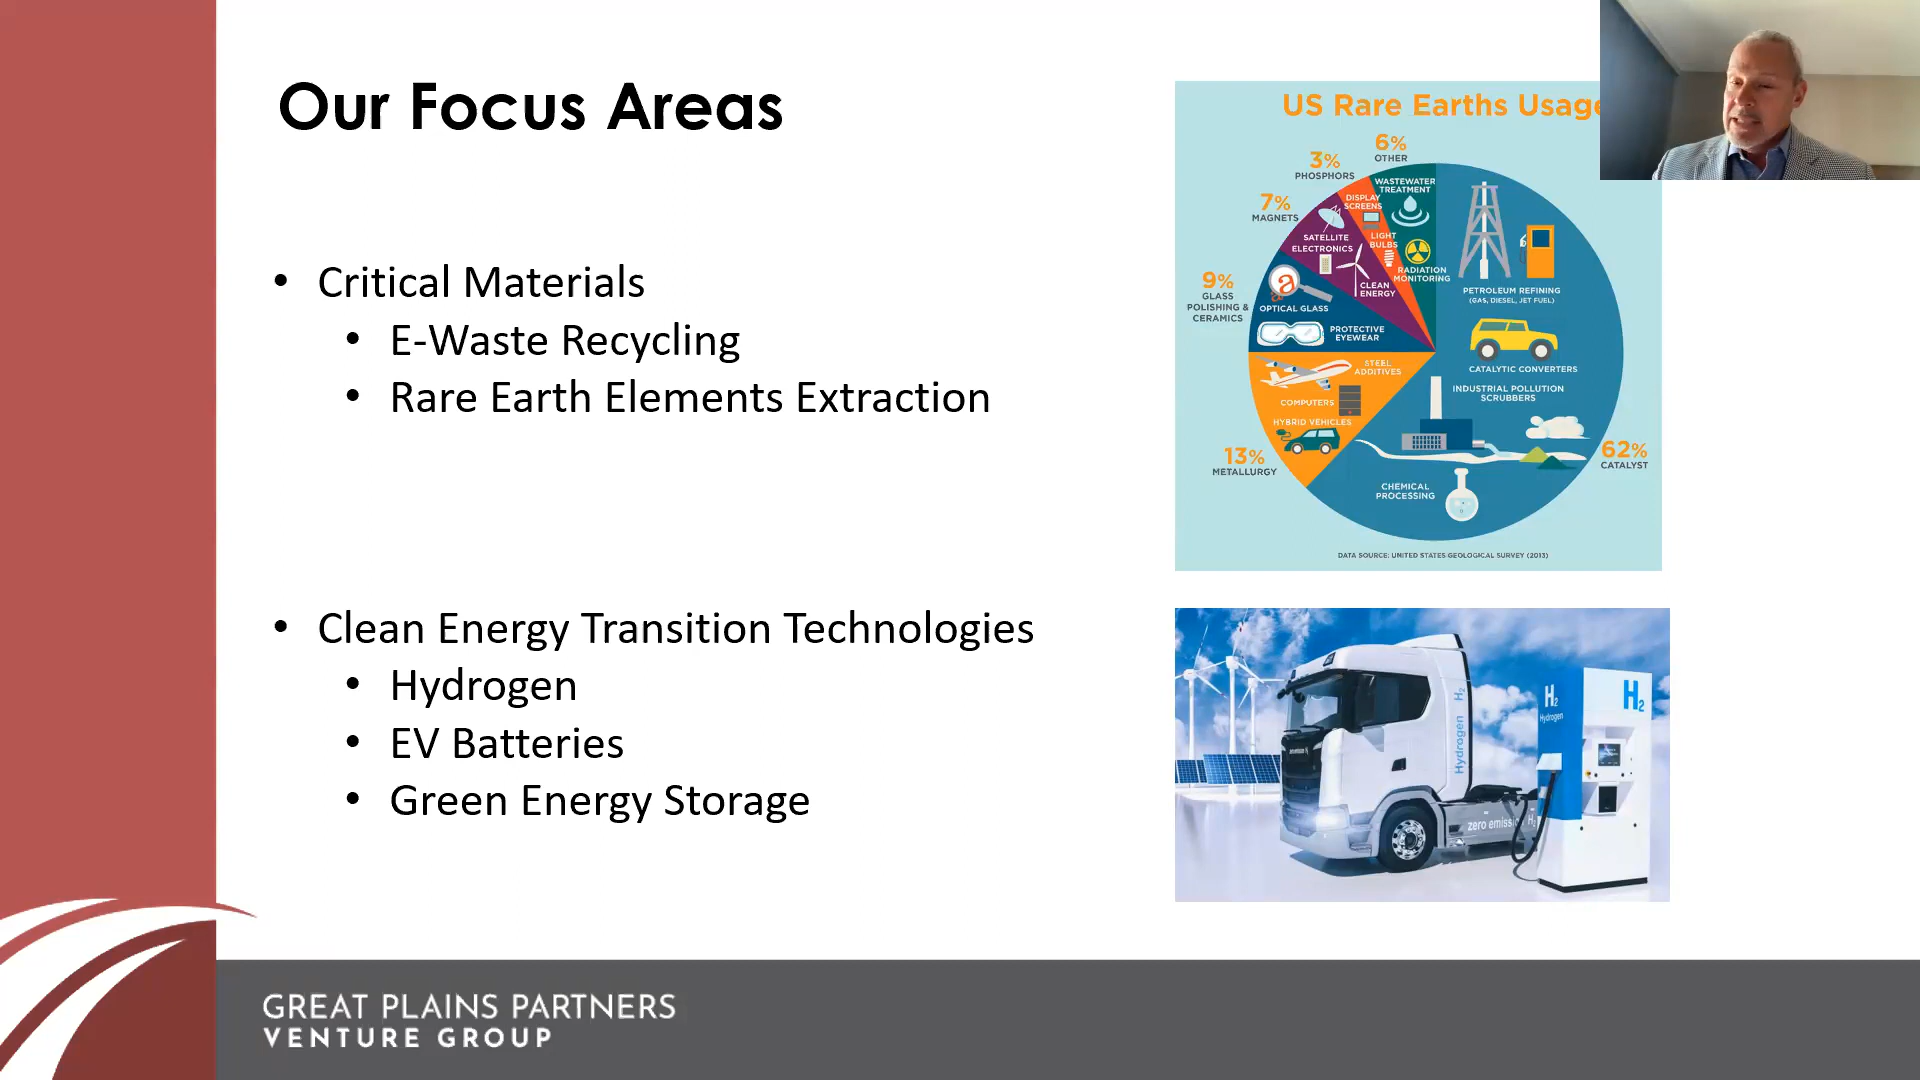 Our Focus Areas
• Critical Materials
• E-Waste Recycling
• Rare Earth Elements Extraction
• Clean Energy Transition Technologies
• Hydrogen
• EV Batteries
• Green Energy Storage
US Rare Earths Usage
6%
OTHER
3%
PHOSPHORS
7%
MAGNETS
9%
GLASS
POLISHING &
CERAMICS
13%
METALLURGY
62%
CATALYST
WASTEWATER
TREATMENT
RADIATION
MONITORING
DISPLAY
SCREENS
LIGHT
BULBS
SATELLITE
ELECTRONICS
CLEAN
ENERGY
a
OPTICAL GLASS
PROTECTIVE
EYEWEAR
STEEL
ADDITIVES
COMPUTERS
HYBRID VEHICLES
PETROLEUM REFINING
(GAS, DIESEL, JET FUEL)
CATALYTIC CONVERTERS
INDUSTRIAL POLLUTION
SCRUBBERS
CHEMICAL
PROCESSING
DATA SOURCE: UNITED STATES GEOLOGICAL SURVEY (2013)
Hydrogen H2
zero emission H2
H2
Hydrogen
H2
GREAT PLAINS PARTNERS
VENTURE GROUP